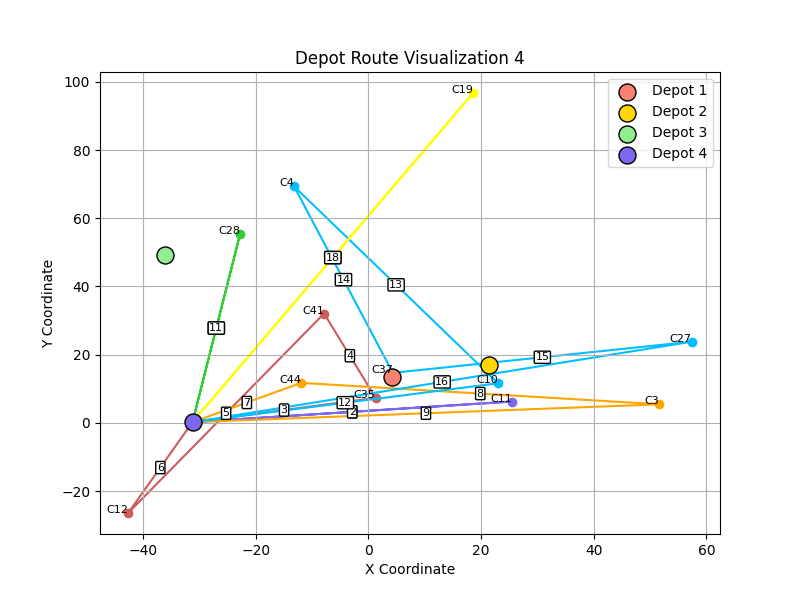 Depot Route Visualization 4
Depot 1
Depot 2
Depot 3
Depot 4
Y Coordinate
100
80
60
40
20
0
−20
C19
C4
C28
18
14
13
11
C41
C27
4
15
C37
C44
16
C10
C35
8
7
12
C11
C3
5
3
2
9
6
C12
−40
−20
0
20
40
60
X Coordinate